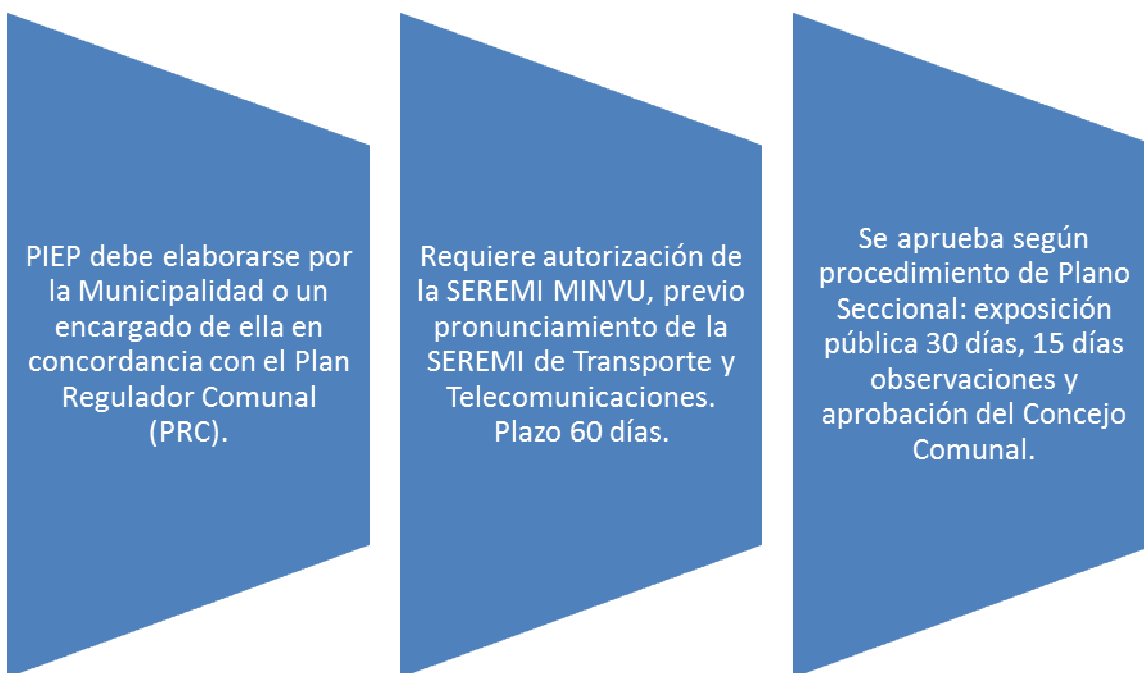 PIEP debe elaborarse por
la Municipalidad o un
encargado de ella en
concordancia con el Plan
Regulador Comunal
(PRC).
Requiere autorización de
la SEREMI MINVU, previo
pronunciamiento de la
SEREMI de Transporte y
Telecomunicaciones.
Plazo 60 días.
Se aprueba según
procedimiento de Plano
Seccional: exposición
pública 30 días, 15 días
observaciones y
aprobación del Concejo
Comunal.